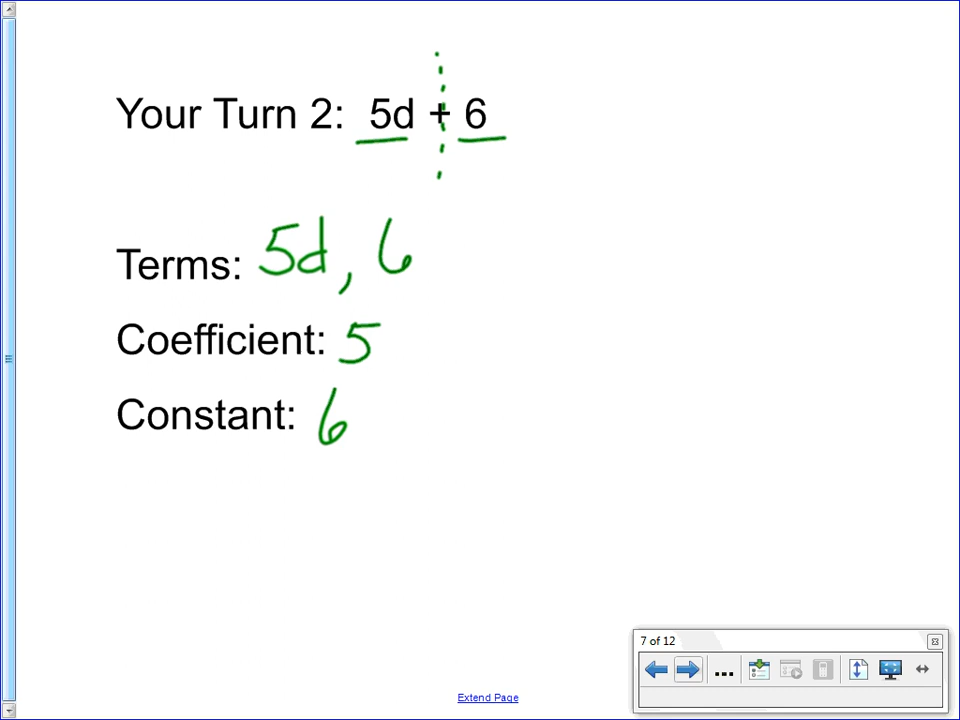 Your Turn 2: 5d + 6
Terms: 5d, 6
Coefficient: 5
Constant: 6
7 of 12
...
Extend Page